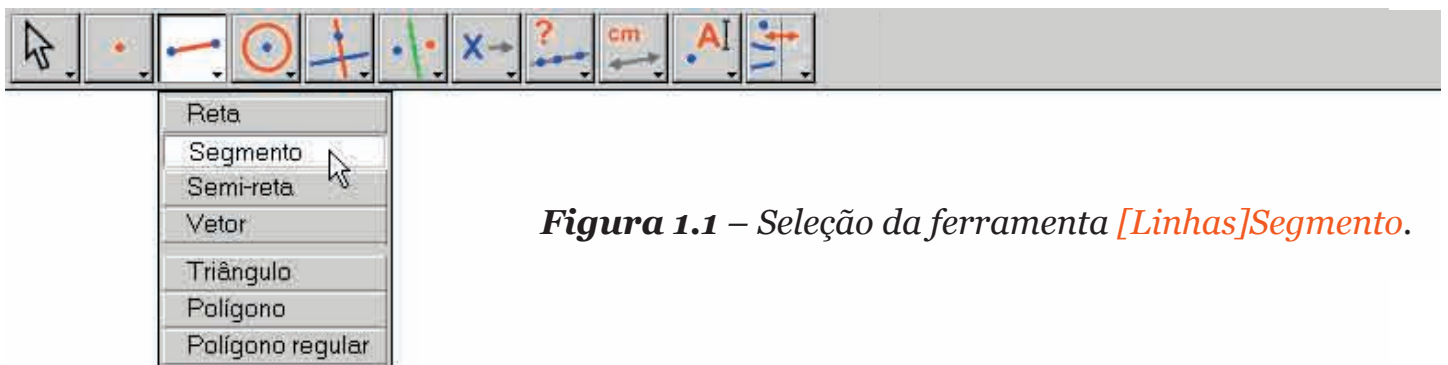 X
?
cm
A
Reta
Segmento
Semi-reta
Vetor
Triângulo
Polígono
Polígono regular
Figura 1.1 – Seleção da ferramenta [Linhas]Segmento.